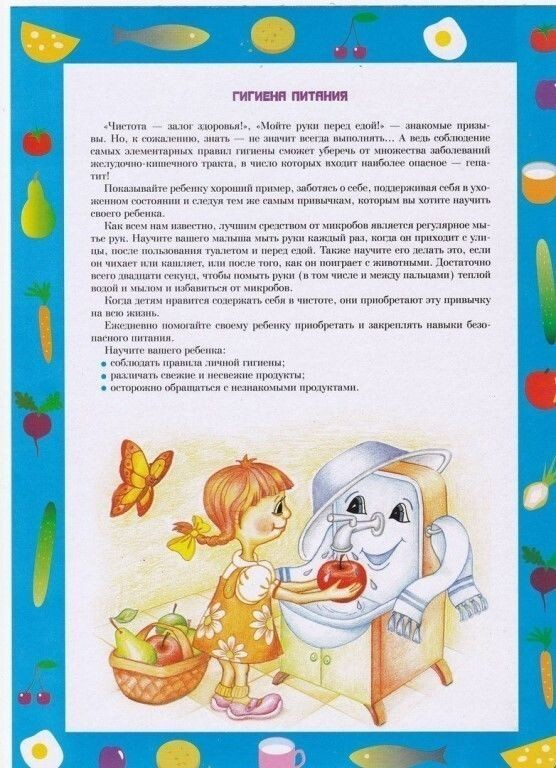 ГИГИЕНА ПИТАНИЯ
«Чистота — залог здоровья!», «Мойте руки перед едой!» — знакомые призы-
вы. Но, к сожалению, знать — не значит всегда выполнять... А ведь соблюдение
самых элементарных правил гигиены сможет уберечь от множества заболеваний
желудочно-кишечного тракта, в число которых входит наиболее опасное — гепа-
тит!
Показывайте ребенку хороший пример, заботясь о себе, поддерживая себя в ухо-
женном состоянии и следуя тем же самым привычкам, которым вы хотите научить
своего ребенка.
Как всем нам известно, лучшим средством от микробов является регулярное мы-
тье рук. Научите вашего малыша мыть руки каждый раз, когда он приходит с ули-
цы, после пользования туалетом и перед едой. Также научите его делать это, если
он чихает или кашляет, или после того, как он поиграет с животными. Достаточно
всего двадцати секунд, чтобы помыть руки (в том числе и между пальцами) теплой
водой и мылом и избавиться от микробов.
Когда детям нравится содержать себя в чистоте, они приобретают эту привычку
на всю жизнь.
Ежедневно помогайте своему ребенку приобретать и закреплять навыки безо-
пасного питания.
Научите вашего ребенка:
• соблюдать правила личной гигиены;
• различать свежие и несвежие продукты;
• осторожно обращаться с незнакомыми продуктами.